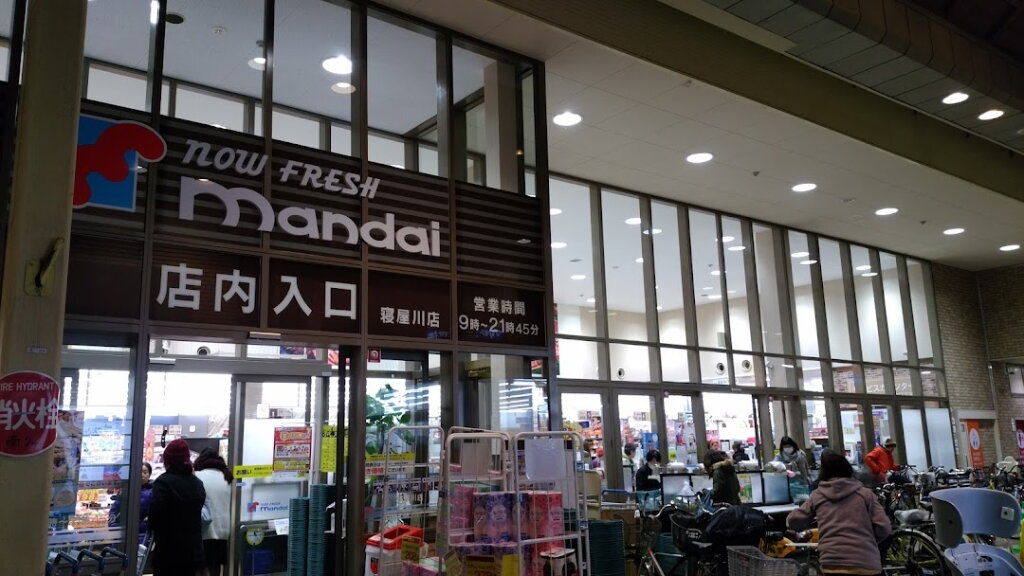 now FRESH
mandai
店内入口
寝屋川店
営業時間
9時~21時45分
FIRE HYDRANT
消火栓
mandai